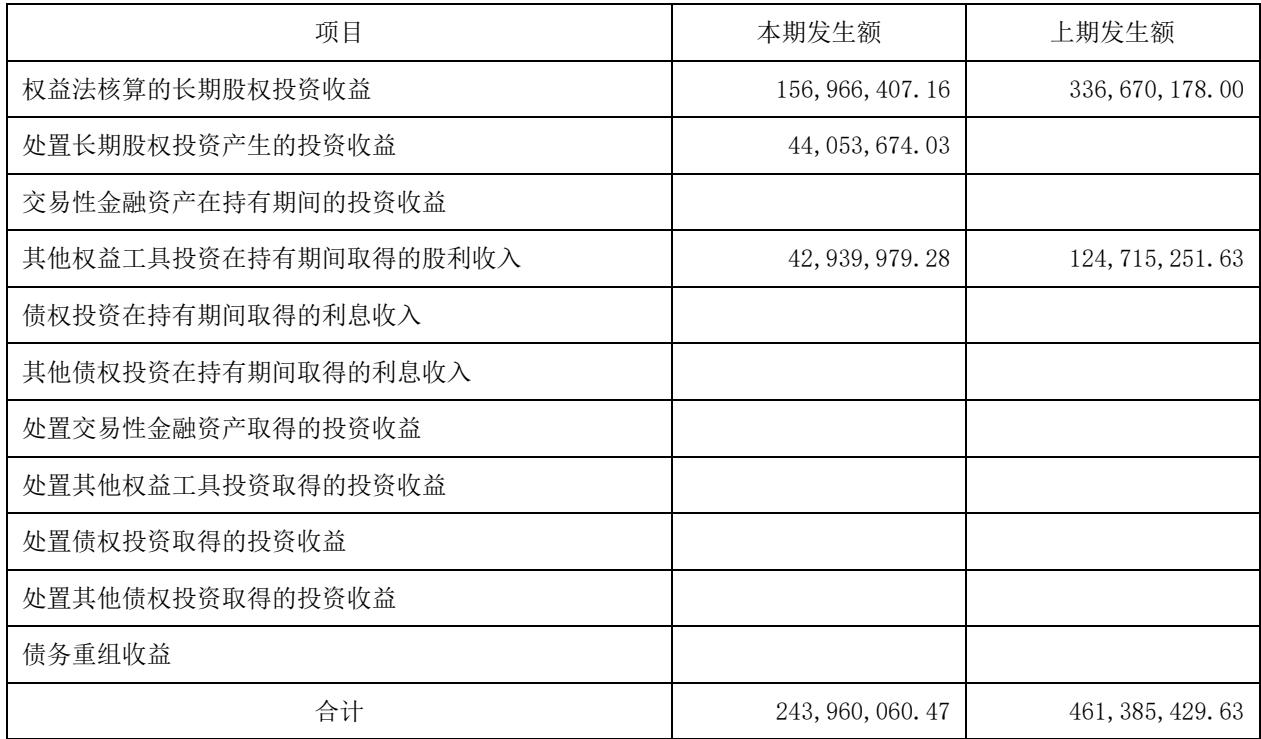 项目 本期发生额 上期发生额
权益法核算的长期股权投资收益 156,966,407.16 336,670,178.00
处置长期股权投资产生的投资收益 44,053,674.03
交易性金融资产在持有期间的投资收益
其他权益工具投资在持有期间取得的股利收入 42,939,979.28 124,715,251.63
债权投资在持有期间取得的利息收入
其他债权投资在持有期间取得的利息收入
处置交易性金融资产取得的投资收益
处置其他权益工具投资取得的投资收益
处置债权投资取得的投资收益
处置其他债权投资取得的投资收益
债务重组收益
合计 243,960,060.47 461,385,429.63